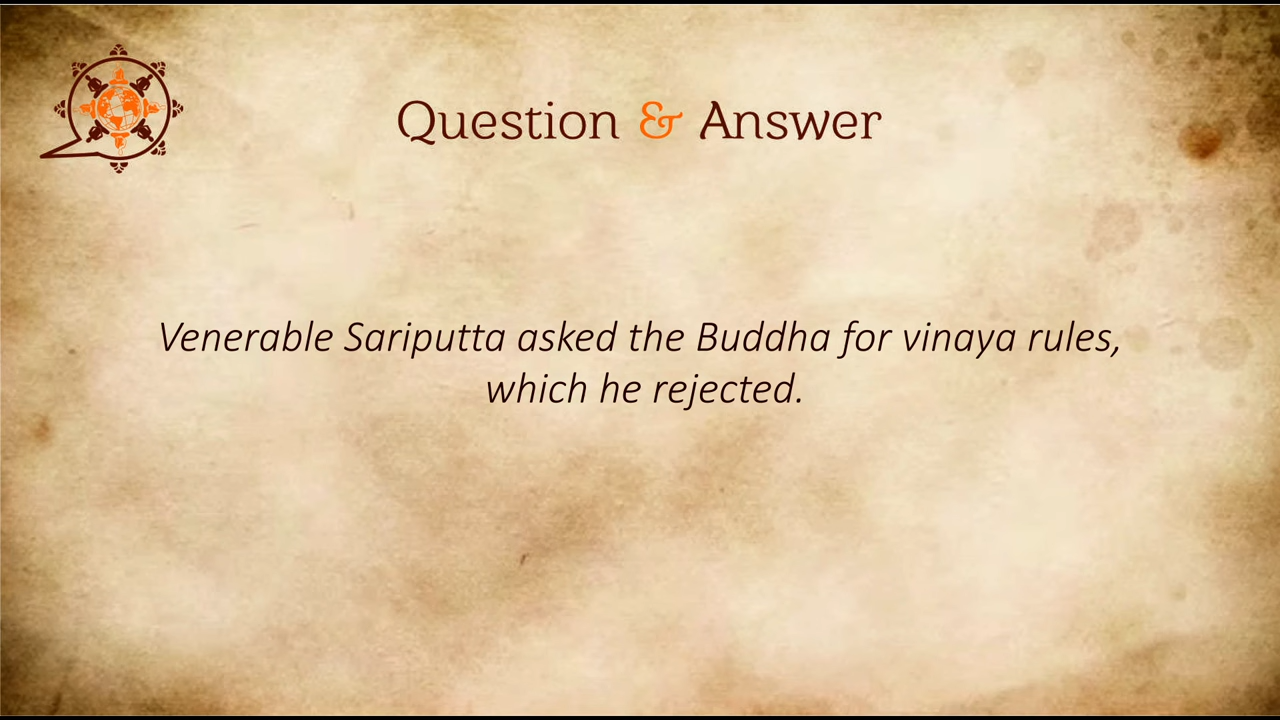 Question & Answer
Venerable Sariputta asked the Buddha for vinaya rules,
which he rejected.